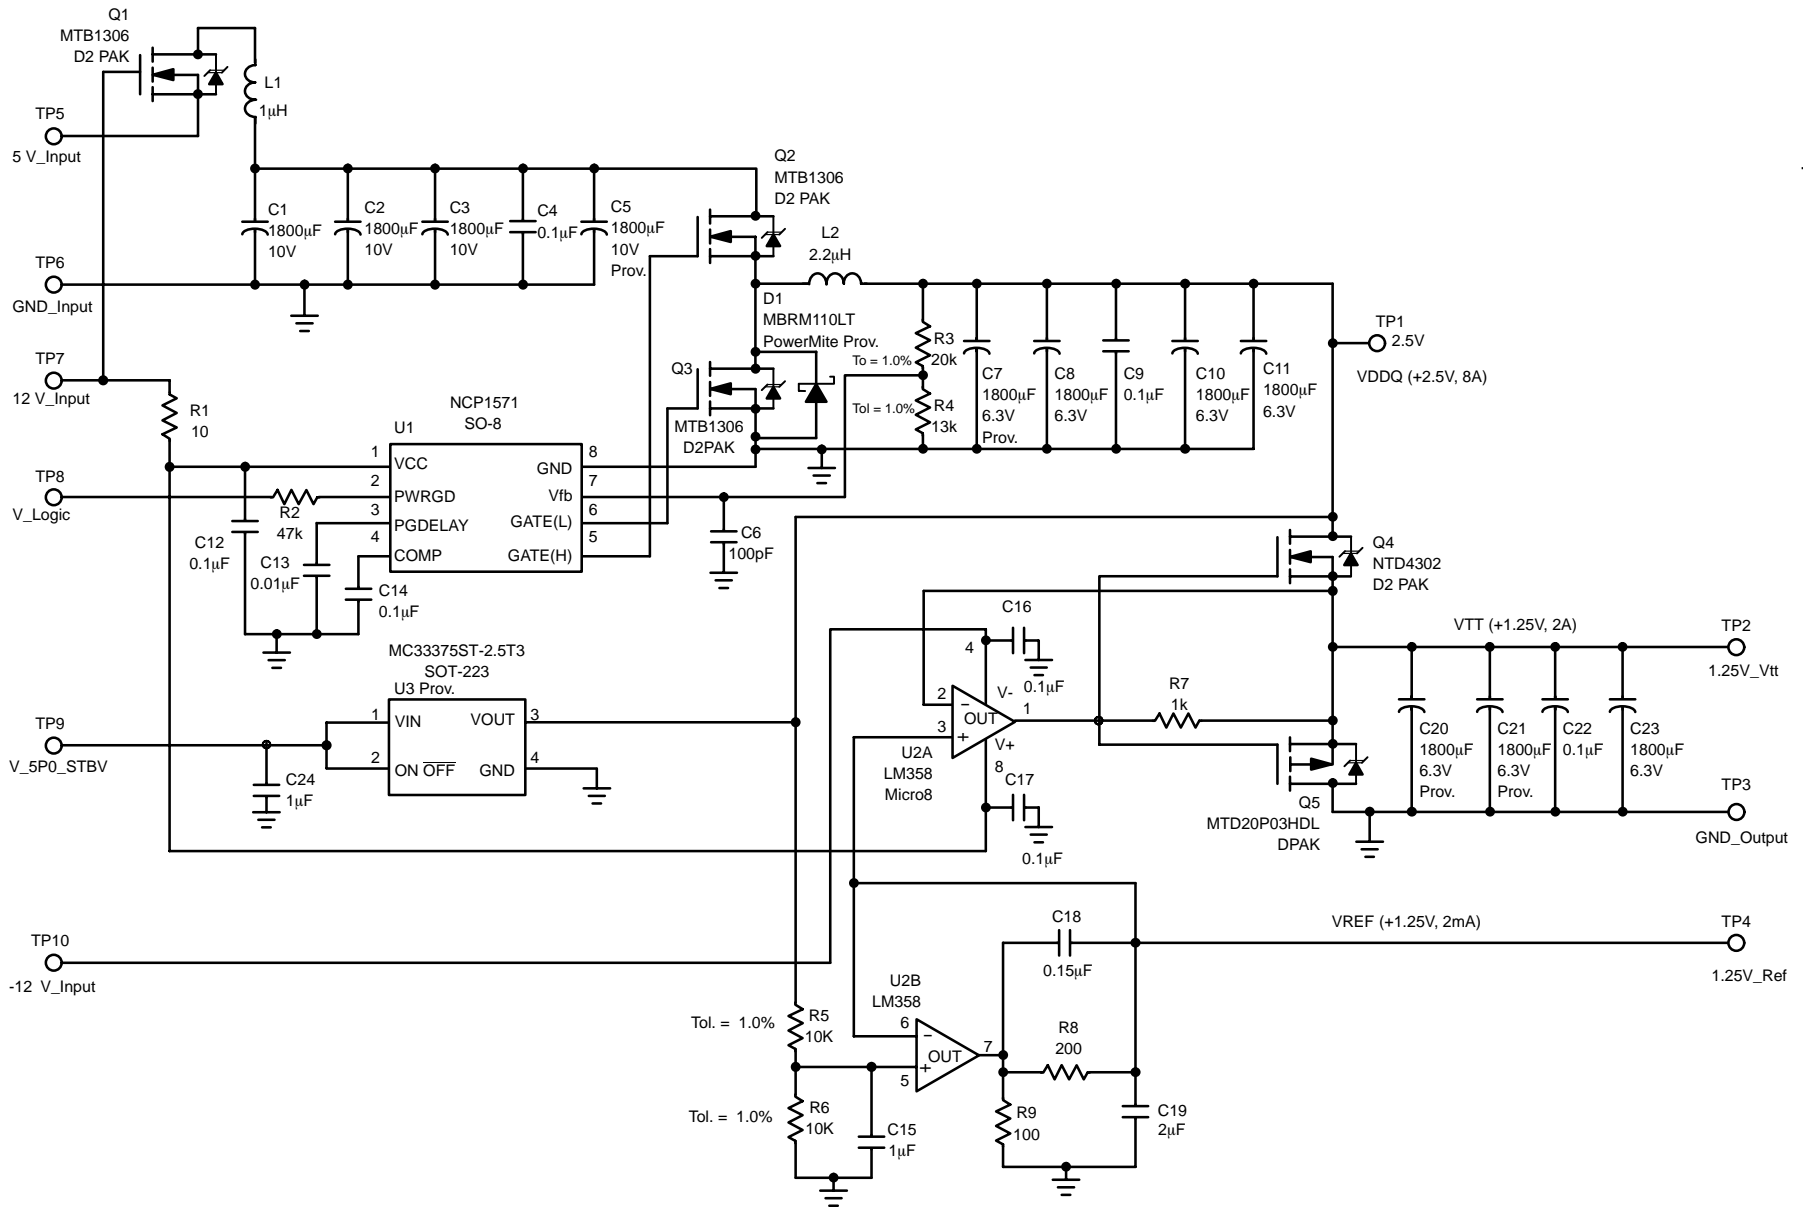 Q1
MTB1306
D2 PAK
L1
1µH
TP5
5 V_Input
C1
1800µF
10V
C2
1800µF
10V
C3
1800µF
10V
C4
0.1µF
C5
1800µF
10V
Prov.
Q2
MTB1306
D2 PAK
TP6
GND_Input
L2
2.2µH
D1
MBRM110LT
PowerMite Prov.
R3
20k
To = 1.0%
R4
13k
Tol = 1.0%
C7
1800µF
6.3V
Prov.
C8
1800µF
6.3V
C9
0.1µF
C10
1800µF
6.3V
C11
1800µF
6.3V
TP1
2.5V
VDDQ (+2.5V, 8A)
Q3
MTB1306
D2PAK
TP7
12 V_Input
R1
10
NCP1571
SO-8
U1
1
VCC
2
PWRGD
3
PGDELAY
4
COMP
8
GND
7
Vfb
6
GATE(L)
5
GATE(H)
TP8
V_Logic
R2
47k
C12
0.1µF
C13
0.01µF
C14
0.1µF
C6
100pF
Q4
NTD4302
D2 PAK
MC33375ST-2.5T3
SOT-223
U3 Prov.
1
VIN
2
ON OFF
VOUT
3
GND
4
TP9
V_5P0_STBV
C24
1µF
C16
0.1µF
4
V-
2
−
3
+
OUT
1
V+
8
U2A
LM358
Micro8
C17
0.1µF
R7
1k
VTT (+1.25V, 2A)
TP2
1.25V_Vtt
C20
1800µF
6.3V
Prov.
C21
1800µF
6.3V
Prov.
C22
0.1µF
C23
1800µF
6.3V
TP3
GND_Output
Q5
MTD20P03HDL
DPAK
TP10
-12 V_Input
C18
0.15µF
VREF (+1.25V, 2mA)
TP4
1.25V_Ref
U2B
LM358
6
−
5
+
OUT
7
Tol. = 1.0%
R5
10K
Tol. = 1.0%
R6
10K
C15
1µF
R8
200
R9
100
C19
2µF